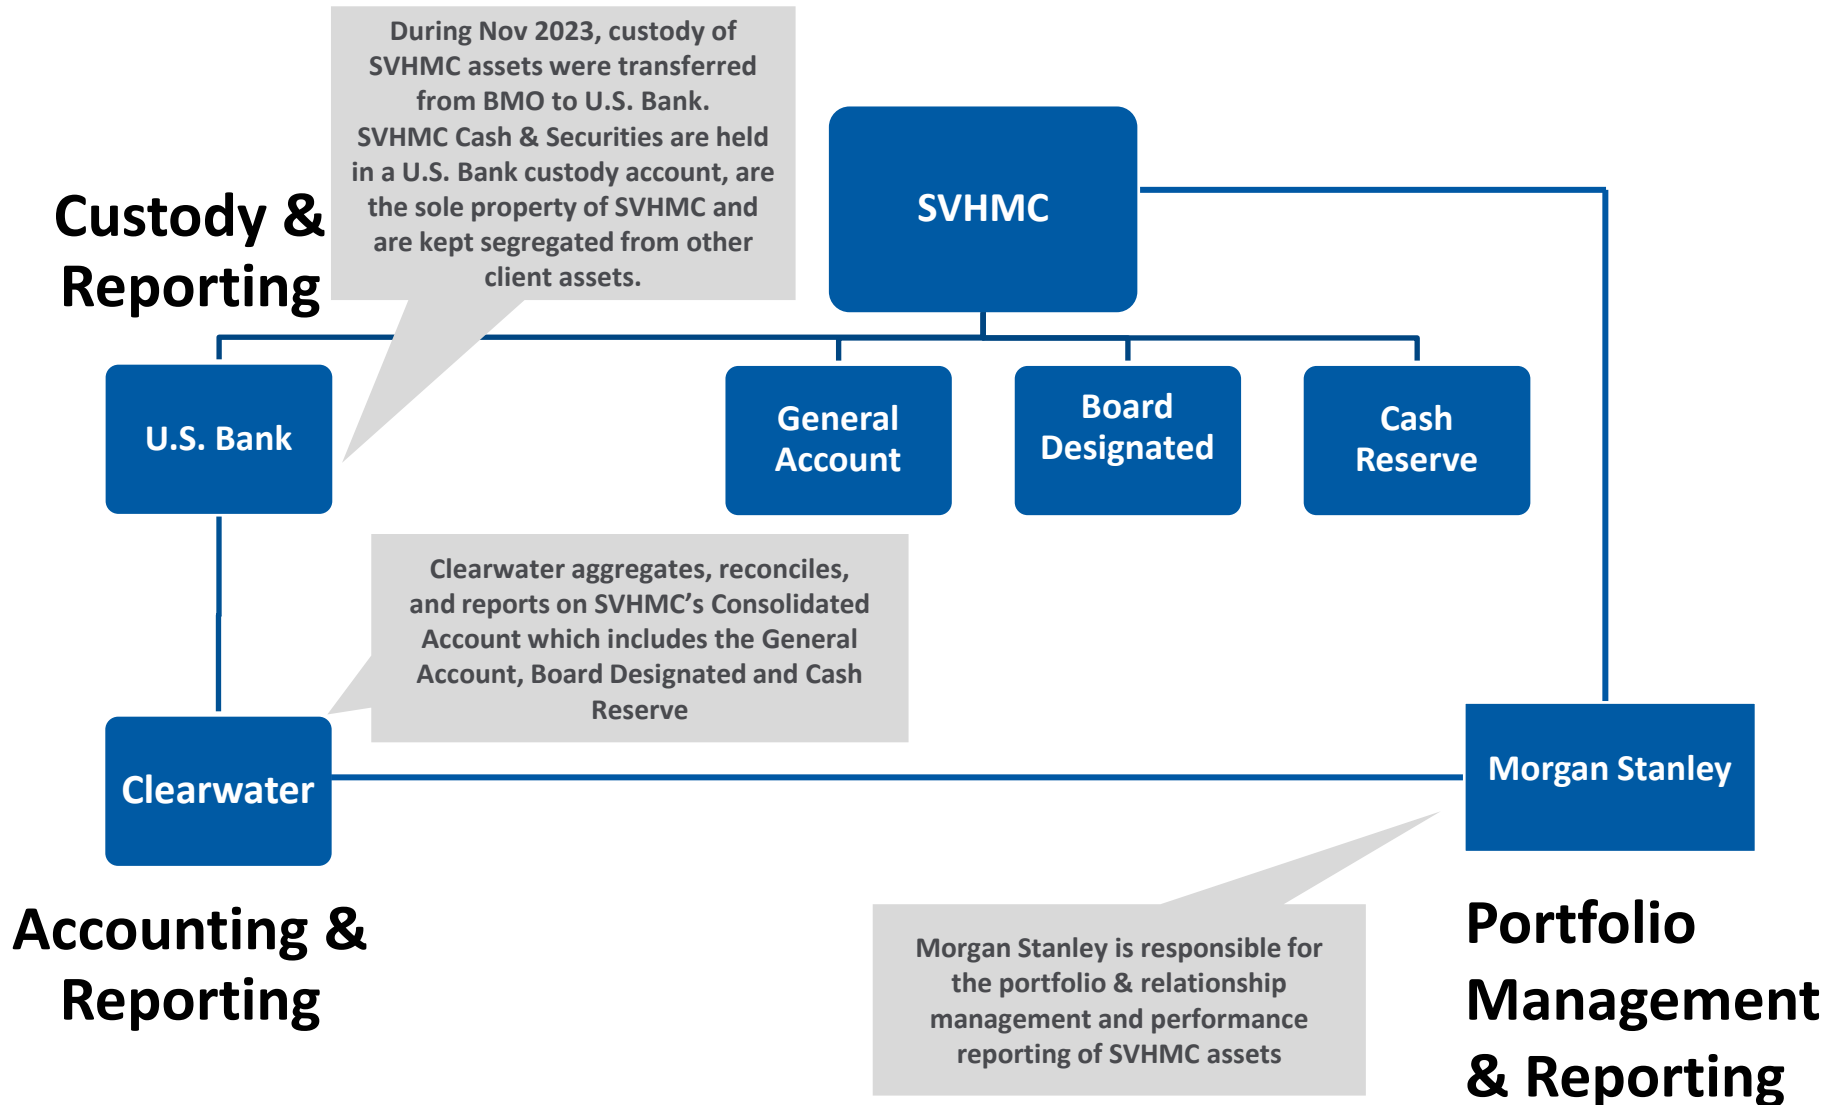 During Nov 2023, custody of
SVHMC assets were transferred
from BMO to U.S. Bank.
SVHMC Cash & Securities are held
in a U.S. Bank custody account, are
the sole property of SVHMC and
are kept segregated from other
client assets.
Custody &
Reporting
SVHMC
U.S. Bank
General
Account
Board
Designated
Cash
Reserve
Clearwater aggregates, reconciles,
and reports on SVHMC’s Consolidated
Account which includes the General
Account, Board Designated and Cash
Reserve
Clearwater
Morgan Stanley
Accounting &
Reporting
Morgan Stanley is responsible for
the portfolio & relationship
management and performance
reporting of SVHMC assets
Portfolio
Management
& Reporting